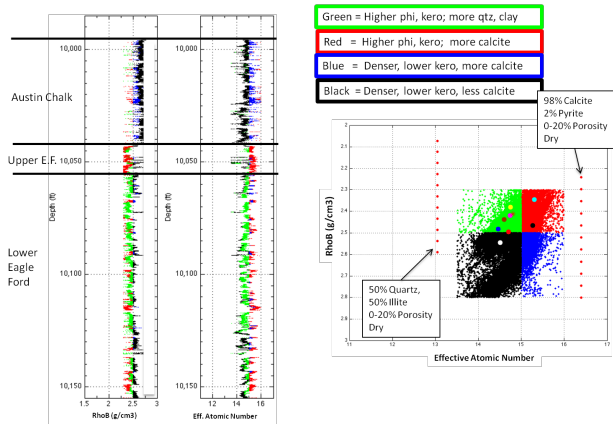 Green = Higher phi, kero; more qtz, clay
Red = Higher phi, kero; more calcite
Blue = Denser, lower kero, more calcite
Black = Denser, lower kero, less calcite
10,000
Austin Chalk
Upper E.F.
10,050
10,050
Depth (ft)
Depth (ft)
Lower
Eagle
Ford
10,100
10,100
10,150
10,150
1.5
2
2.5
3
RhoB (g/cm3)
12
14
16
Eff. Atomic Number
98% Calcite
2% Pyrite
0-20% Porosity
Dry
2
2.1
2.2
2.3
2.4
2.5
2.6
2.7
2.8
2.9
3
RhoB (g/cm3)
50% Quartz,
50% Illite
0-20% Porosity
Dry
11
12
13
14
15
16
17
Effective Atomic Number